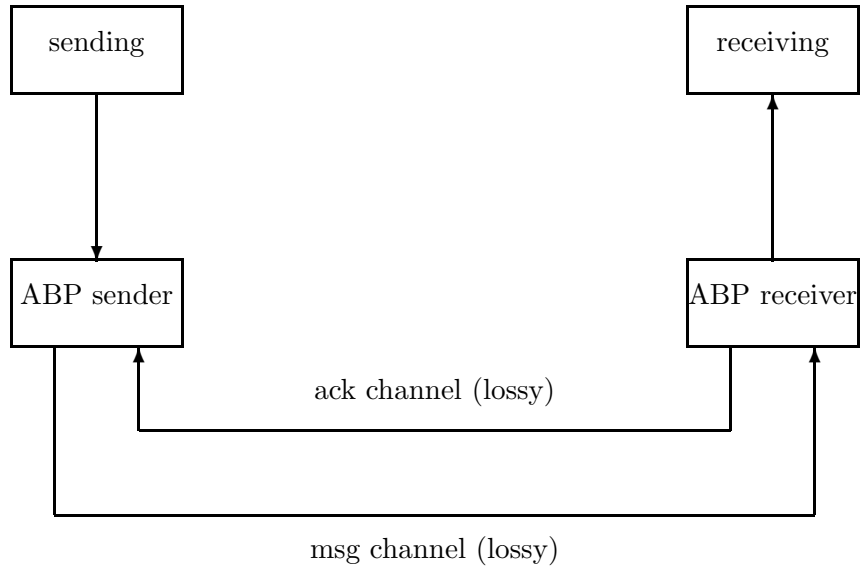 sending
receiving
ABP sender
ABP receiver
ack channel (lossy)
msg channel (lossy)